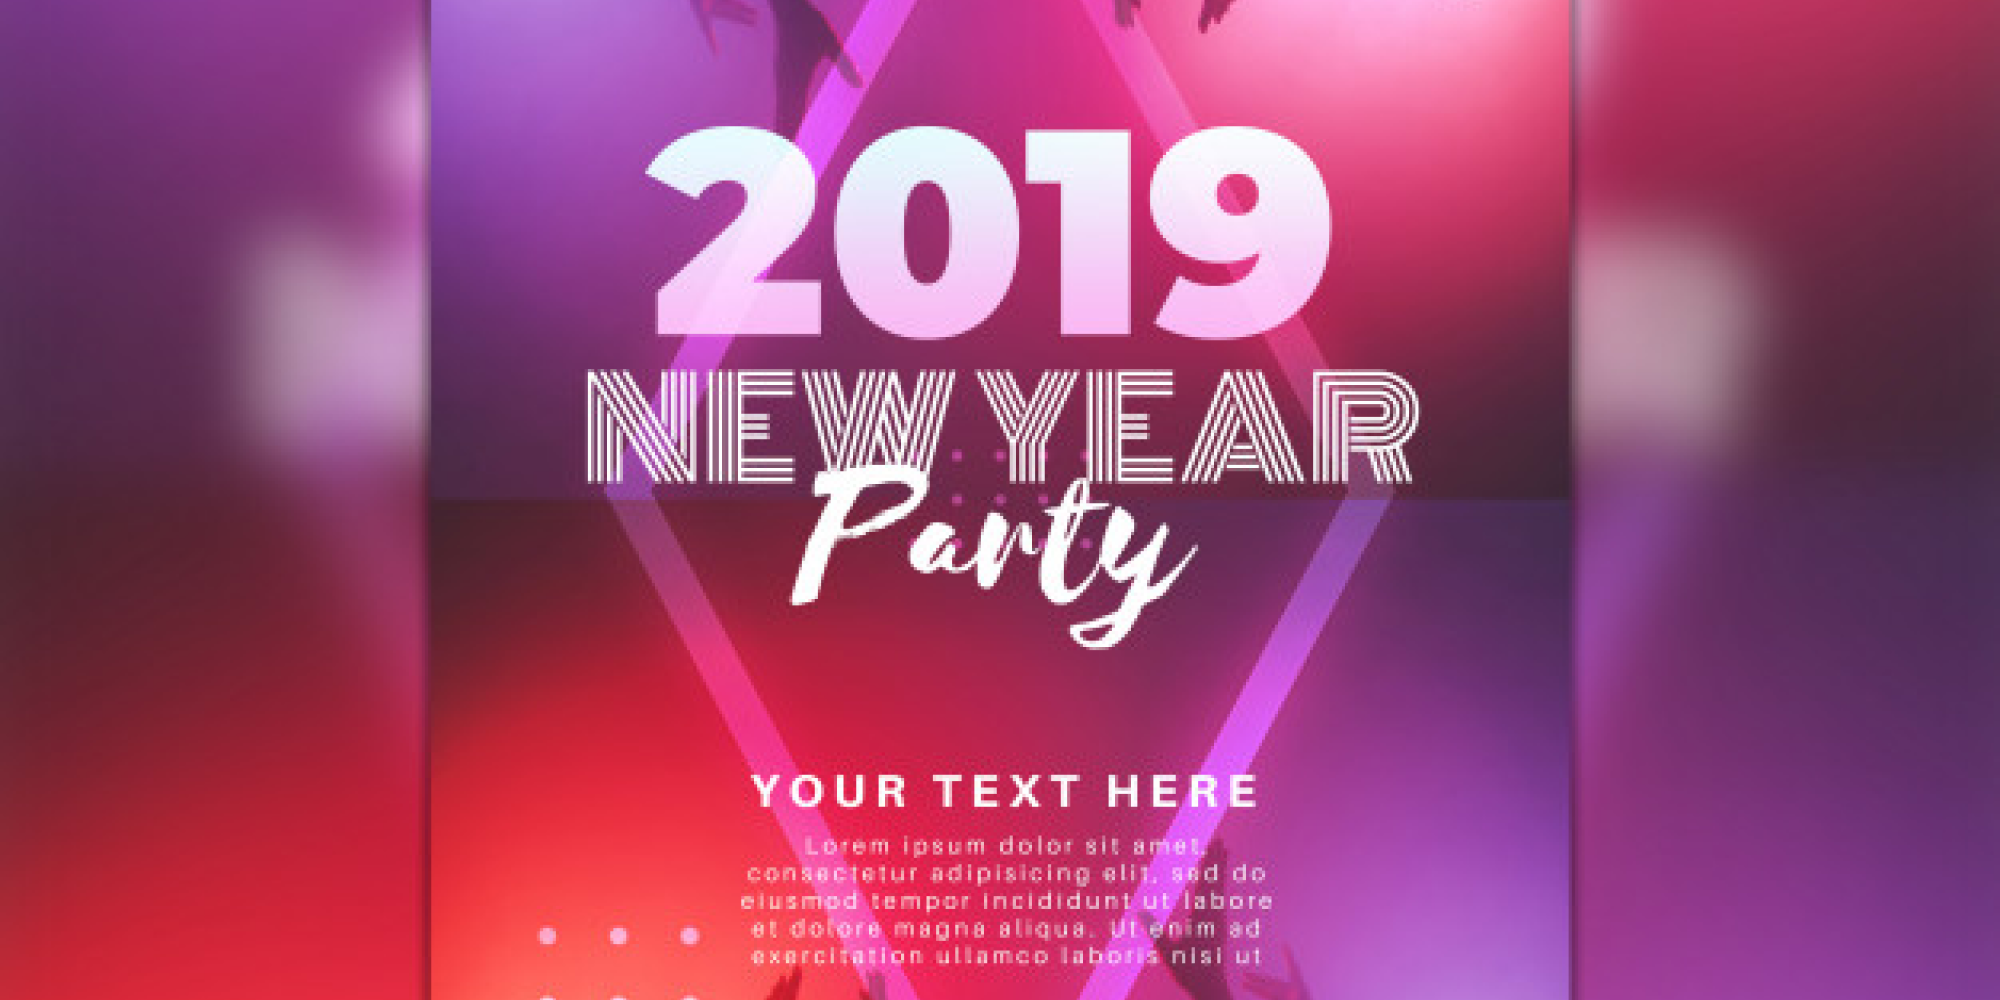 2019
NEW YEAR
Party
YOUR TEXT HERE
Lorem ipsum dolor sit amet,
consectetur adipisicing elit, sed do
eiusmod tempor incididunt ut labore
et dolore magna aliqua. Ut enim ad
exercitation ullamco laboris nisi ut